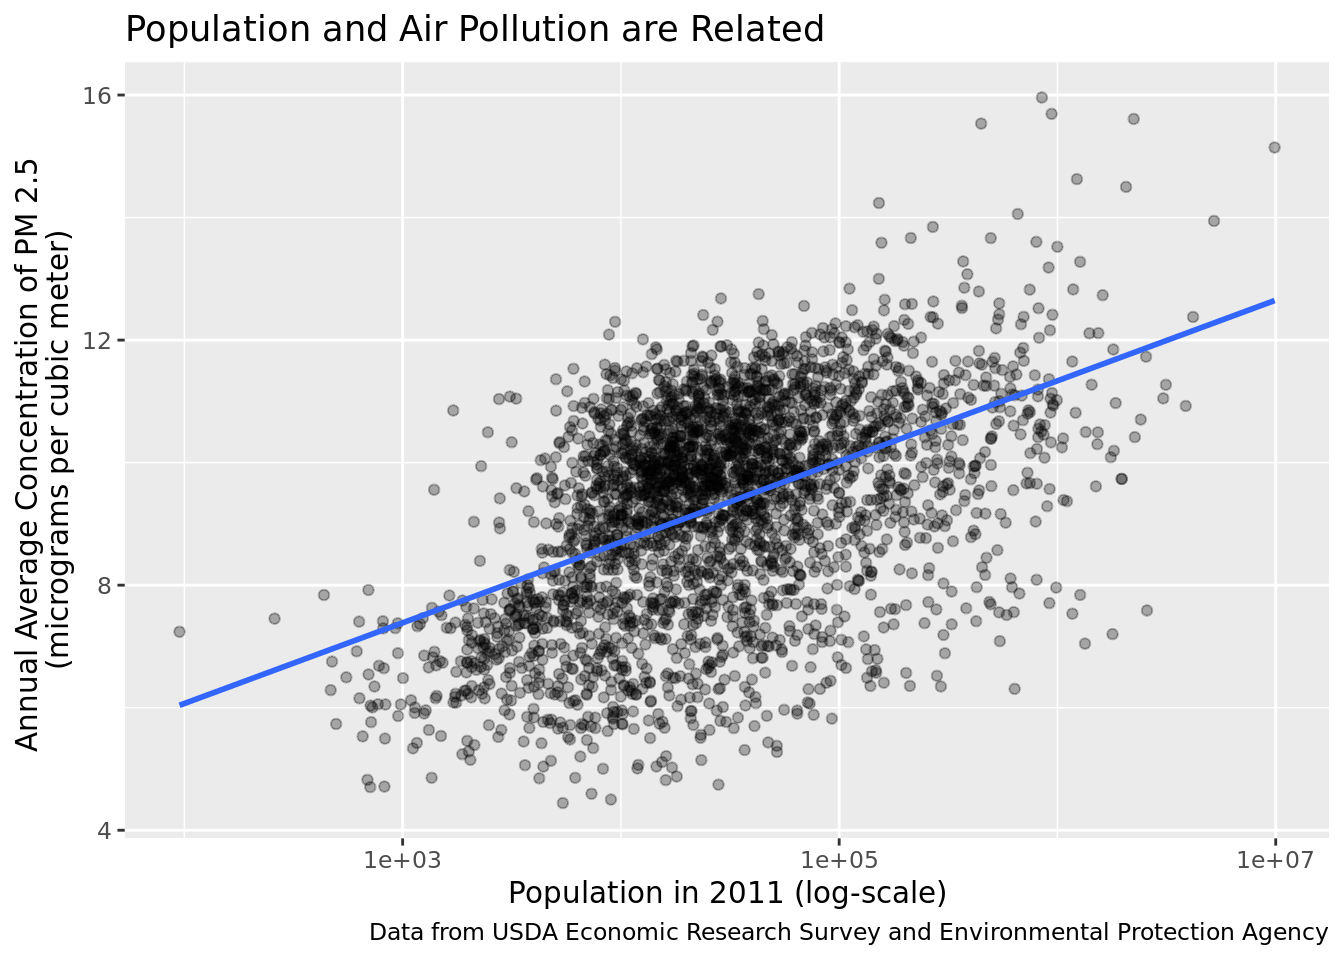 Population and Air Pollution are Related
Annual Average Concentration of PM 2.5
(micrograms per cubic meter)
16
12
8
4
1e+03
1e+05
1e+07
Population in 2011 (log-scale)
Data from USDA Economic Research Survey and Environmental Protection Agency